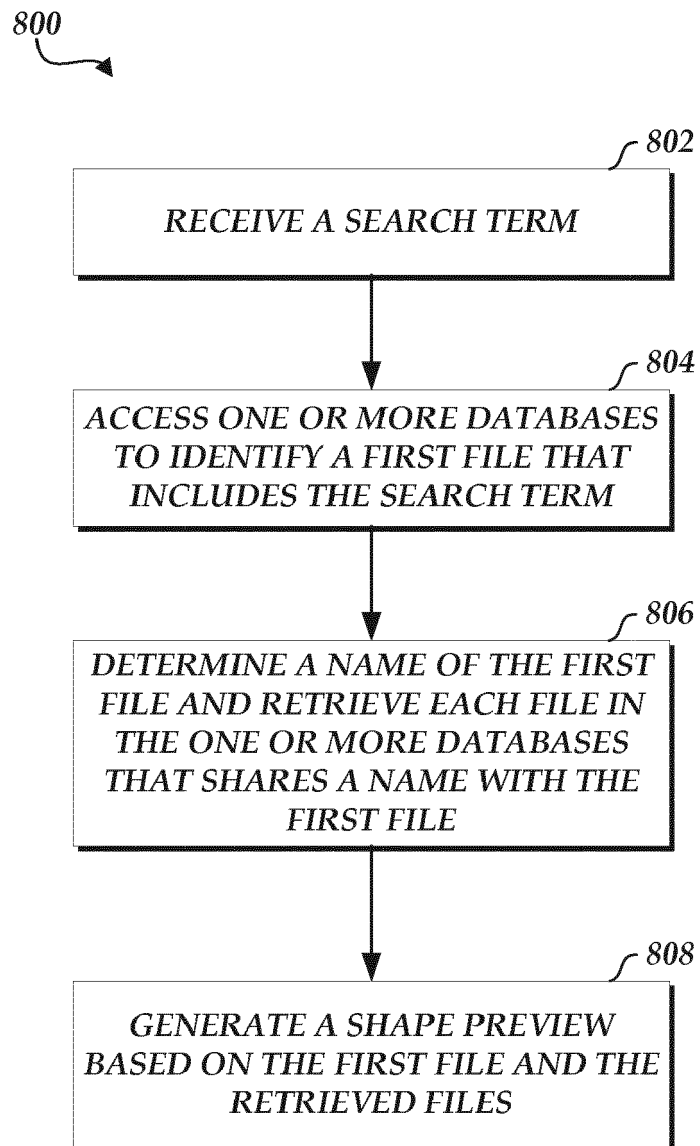 800
802
RECEIVE A SEARCH TERM
804
ACCESS ONE OR MORE DATABASES
TO IDENTIFY A FIRST FILE THAT
INCLUDES THE SEARCH TERM
806
DETERMINE A NAME OF THE FIRST
FILE AND RETRIEVE EACH FILE IN
THE ONE OR MORE DATABASES
THAT SHARES A NAME WITH THE
FIRST FILE
808
GENERATE A SHAPE PREVIEW
BASED ON THE FIRST FILE AND THE
RETRIEVED FILES